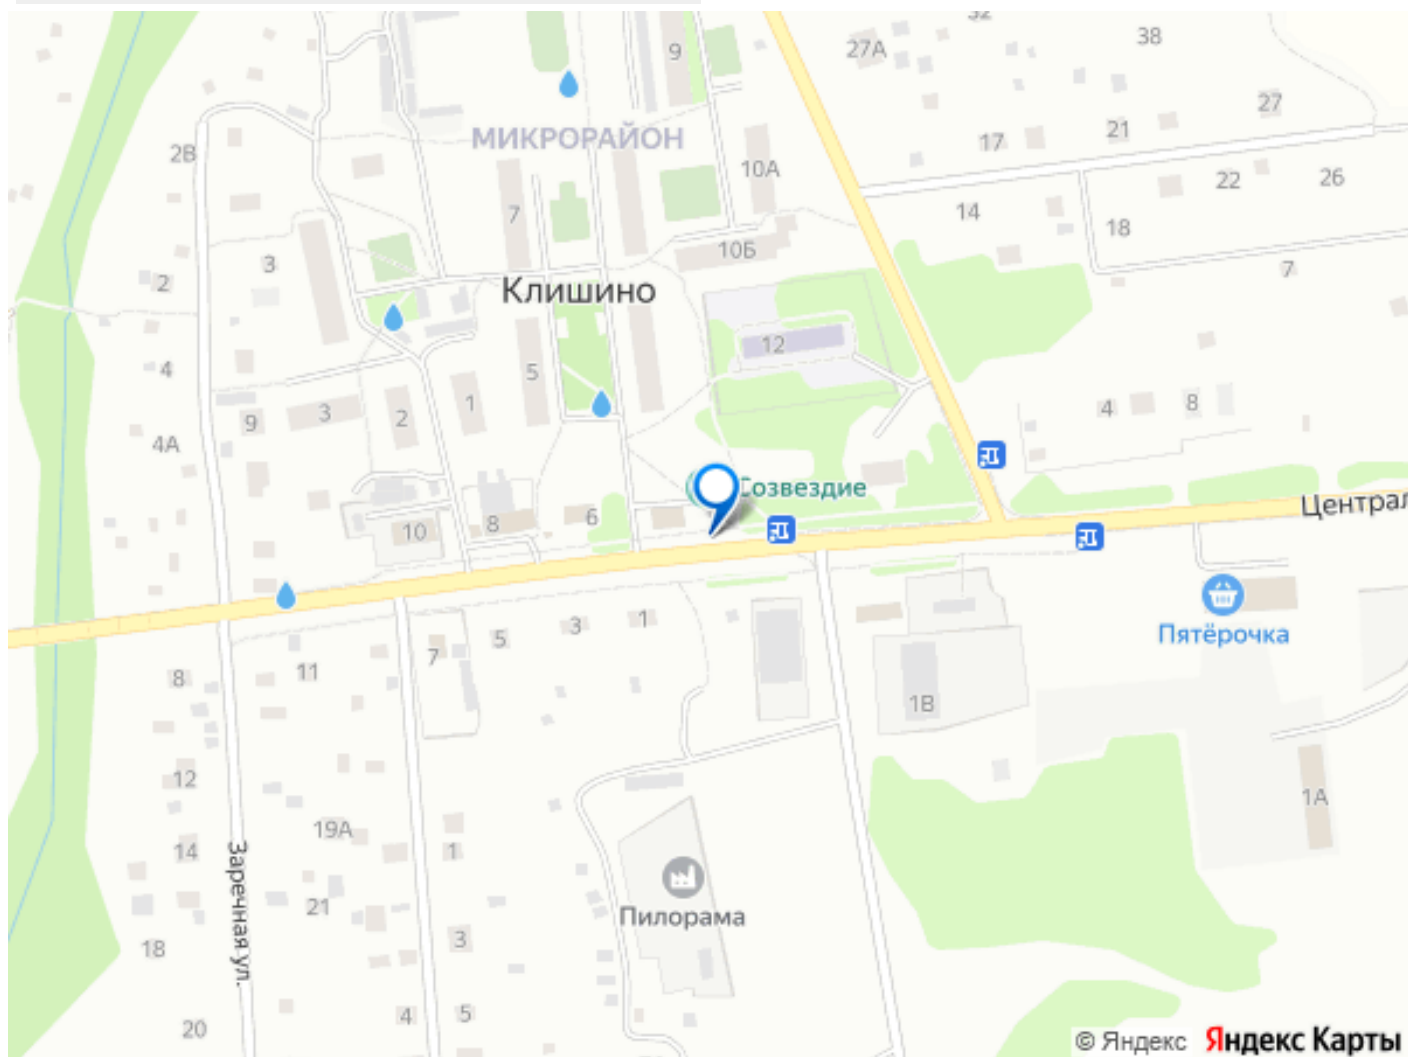 32
38
27А
9
27
21
17
2В
МИКРОРАЙОН
10А
22
26
14
7
18
10Б
3
7
2
Клишино
12
4
5
1
3
2
9
4
8
4А
Созвездие
Централ
6
8
10
Пятёрочка
1
3
5
7
11
8
1В
12
1А
19А
1
14
Заречная ул.
21
Пилорама
3
18
4
5
20
© Яндекс Яндекс Карты